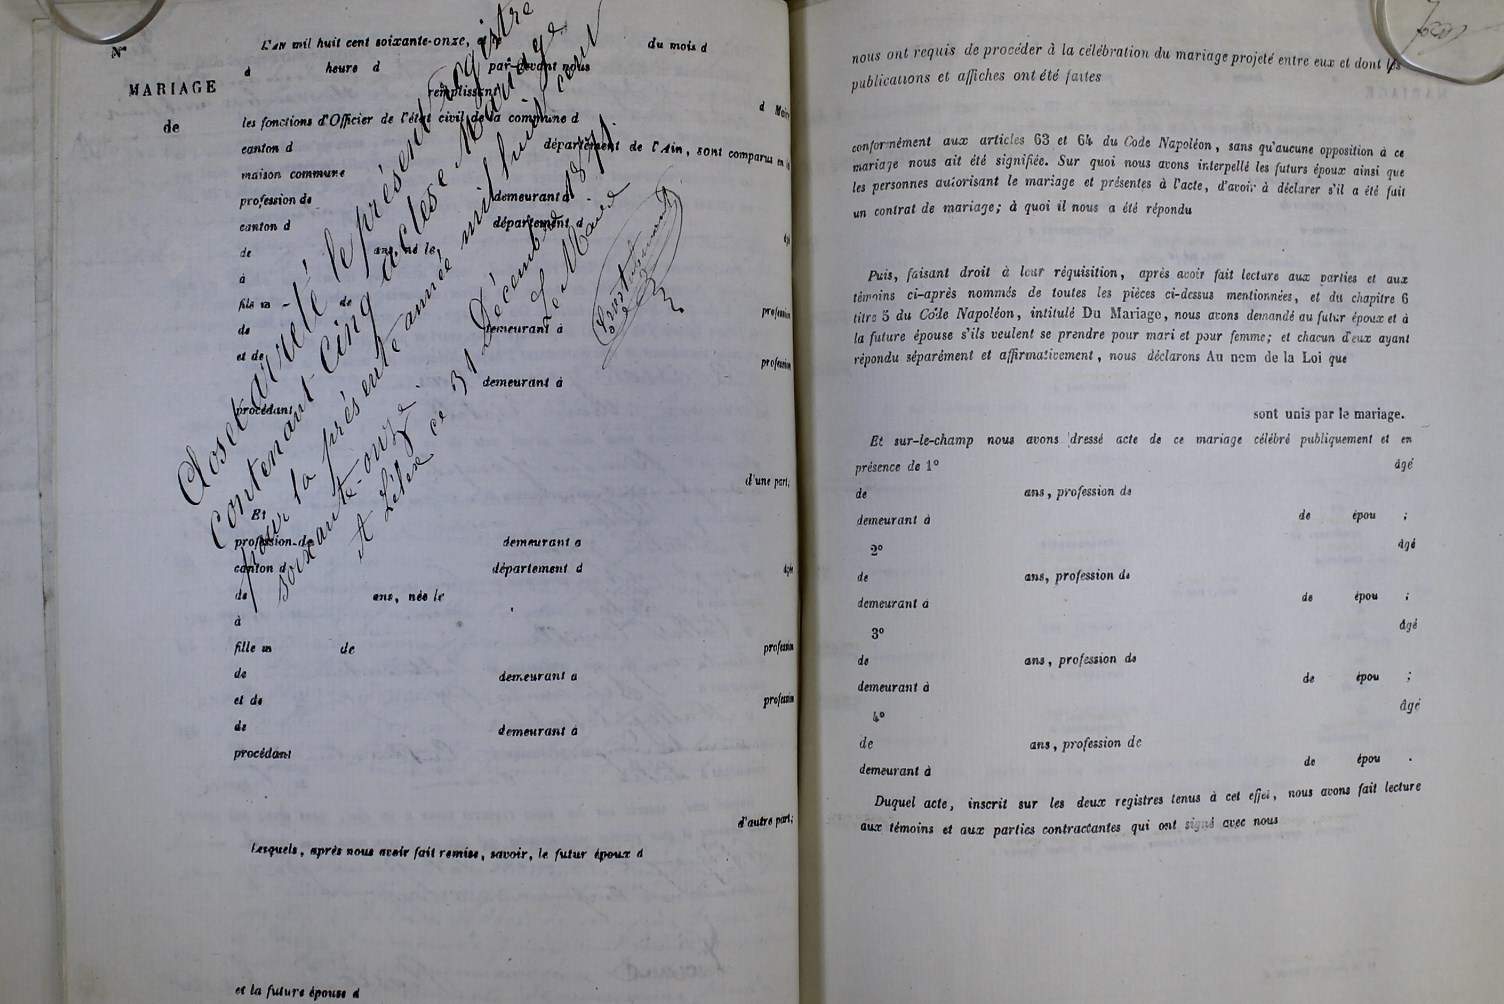 N°
MARIAGE
de
L'AN mil huit cent soixante-onze, et le du mois d
d heure d par-devant nous
remplissant
d Maire
les fonctions d'Officier de l'état civil de la commune d
canton d département de l'Ain, sont comparus en la
maison commune
profession de demeurant à
canton d département d
âgé
de ans, né le
à
fils m de
profession
de demeurant à
et de profession
demeurant à
procédant
d'une part,
Et
profession de demeurant à
canton d département d âgée
de ans, née le
à
fille m de profession
de demeurant à
et de profession
de demeurant à
procédant
d'autre part;
Lesquels, après nous avoir fait remise, savoir, le futur époux d
et la future épouse d
Clos et arrêté le présent registre
contenant cinq actes de Mariage
pour la présente année mil huit cent
soixante-onze
A Lélex ce 31 Décembre 1871.
Le Maire
nous ont requis de procéder à la célébration du mariage projeté entre eux et dont les
publications et affiches ont été faites
conformément aux articles 63 et 64 du Code Napoléon, sans qu'aucune opposition à ce
mariage nous ait été signifiée. Sur quoi nous avons interpellé les futurs époux ainsi que
les personnes autorisant le mariage et présentes à l'acte, d'avoir à déclarer s'il a été fait
un contrat de mariage; à quoi il nous a été répondu
Puis, faisant droit à leur réquisition, après avoir fait lecture aux parties et aux
témoins ci-après nommés de toutes les pièces ci-dessus mentionnées, et du chapitre 6
titre 5 du Code Napoléon, intitulé Du Mariage, nous avons demandé au futur époux et à
la future épouse s'ils veulent se prendre pour mari et pour femme; et chacun d'eux ayant
répondu séparément et affirmativement, nous déclarons Au nom de la Loi que
sont unis par le mariage.
Et sur-le-champ nous avons dressé acte de ce mariage célébré publiquement et en
présence de 1° âgé
de ans, profession de
demeurant à de épou ;
2° âgé
de ans, profession de
demeurant à de épou ;
3° âgé
de ans, profession de
demeurant à de épou ;
4° âgé
de ans, profession de
demeurant à de épou .
Duquel acte, inscrit sur les deux registres tenus à cet effet, nous avons fait lecture
aux témoins et aux parties contractantes qui ont signé avec nous